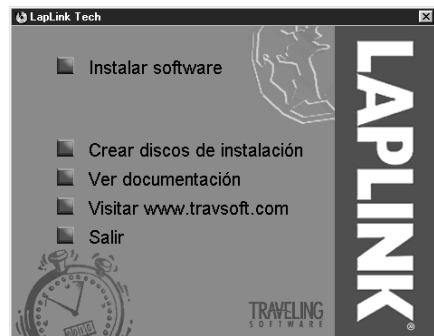 LapLink Tech
Instalar software
Crear discos de instalación
Ver documentación
Visitar www.travsoft.com
Salir
LAPLINK®
TRAVELING
SOFTWARE